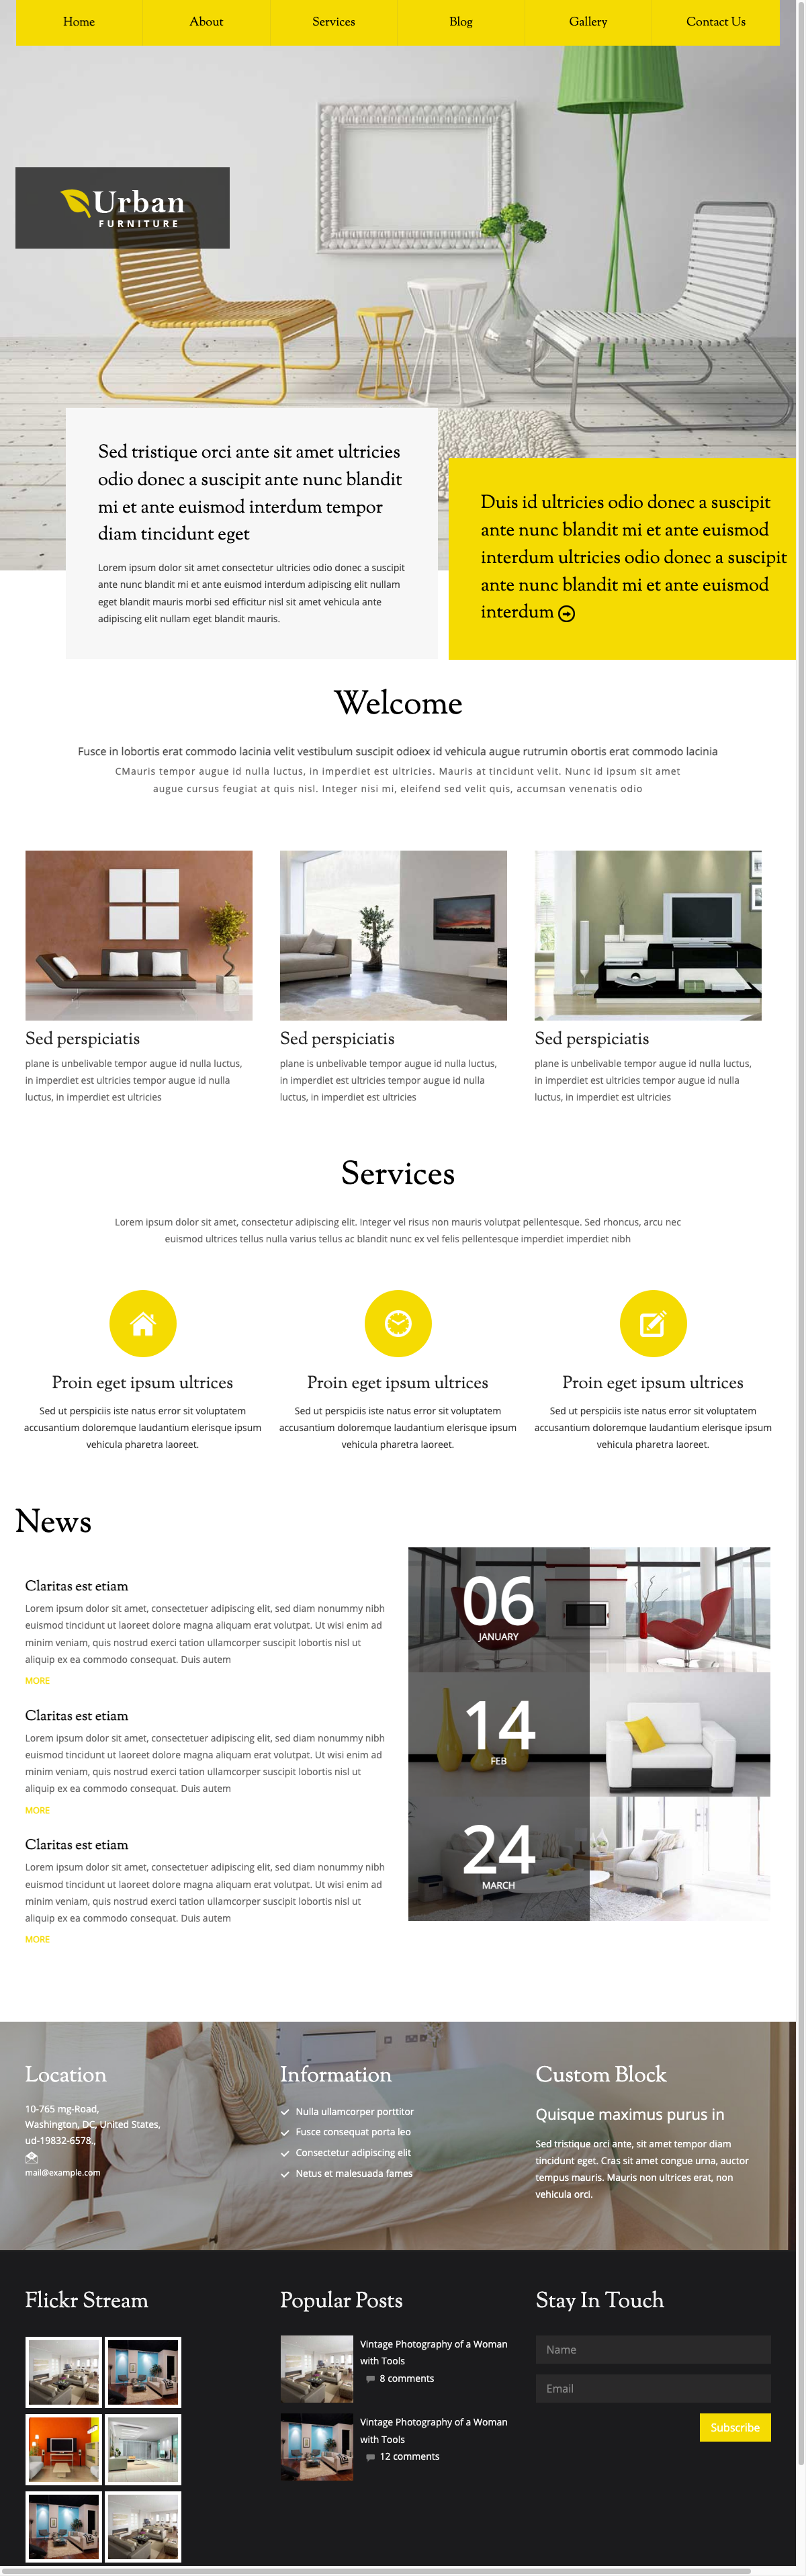 Home About Services Blog Gallery Contact Us
Urban
FURNITURE
Sed tristique orci ante sit amet ultricies
odio donec a suscipit ante nunc blandit
mi et ante euismod interdum tempor
diam tincidunt eget
Lorem ipsum dolor sit amet consectetur ultricies odio donec a suscipit
ante nunc blandit mi et ante euismod interdum adipiscing elit nullam
eget blandit mauris morbi sed efficitur nisl sit amet vehicula ante
adipiscing elit nullam eget blandit mauris.
Duis id ultricies odio donec a suscipit
ante nunc blandit mi et ante euismod
interdum ultricies odio donec a suscipit
ante nunc blandit mi et ante euismod
interdum
Welcome
Fusce in lobortis erat commodo lacinia velit vestibulum suscipit odioex id vehicula augue rutrumin obortis erat commodo lacinia
CMauris tempor augue id nulla luctus, in imperdiet est ultricies. Mauris at tincidunt velit. Nunc id ipsum sit amet
augue cursus feugiat at quis nisl. Integer nisi mi, eleifend sed velit quis, accumsan venenatis odio
Sed perspiciatis
plane is unbelivable tempor augue id nulla luctus,
in imperdiet est ultricies tempor augue id nulla
luctus, in imperdiet est ultricies
Sed perspiciatis
plane is unbelivable tempor augue id nulla luctus,
in imperdiet est ultricies tempor augue id nulla
luctus, in imperdiet est ultricies
Sed perspiciatis
plane is unbelivable tempor augue id nulla luctus,
in imperdiet est ultricies tempor augue id nulla
luctus, in imperdiet est ultricies
Services
Lorem ipsum dolor sit amet, consectetur adipiscing elit. Integer vel risus non mauris volutpat pellentesque. Sed rhoncus, arcu nec
euismod ultrices tellus nulla varius tellus ac blandit nunc ex vel felis pellentesque imperdiet imperdiet nibh
Proin eget ipsum ultrices
Sed ut perspiciis iste natus error sit voluptatem
accusantium doloremque laudantium elerisque ipsum
vehicula pharetra laoreet.
Proin eget ipsum ultrices
Sed ut perspiciis iste natus error sit voluptatem
accusantium doloremque laudantium elerisque ipsum
vehicula pharetra laoreet.
Proin eget ipsum ultrices
Sed ut perspiciis iste natus error sit voluptatem
accusantium doloremque laudantium elerisque ipsum
vehicula pharetra laoreet.
News
Claritas est etiam
Lorem ipsum dolor sit amet, consectetuer adipiscing elit, sed diam nonummy nibh
euismod tincidunt ut laoreet dolore magna aliquam erat volutpat. Ut wisi enim ad
minim veniam, quis nostrud exerci tation ullamcorper suscipit lobortis nisl ut
aliquip ex ea commodo consequat. Duis autem
MORE
Claritas est etiam
Lorem ipsum dolor sit amet, consectetuer adipiscing elit, sed diam nonummy nibh
euismod tincidunt ut laoreet dolore magna aliquam erat volutpat. Ut wisi enim ad
minim veniam, quis nostrud exerci tation ullamcorper suscipit lobortis nisl ut
aliquip ex ea commodo consequat. Duis autem
MORE
Claritas est etiam
Lorem ipsum dolor sit amet, consectetuer adipiscing elit, sed diam nonummy nibh
euismod tincidunt ut laoreet dolore magna aliquam erat volutpat. Ut wisi enim ad
minim veniam, quis nostrud exerci tation ullamcorper suscipit lobortis nisl ut
aliquip ex ea commodo consequat. Duis autem
MORE
06
JANUARY
14
FEB
24
MARCH
Location
10-765 mg-Road,
Washington, DC, United States,
ud-19832-6578.,
mail@example.com
Information
Nulla ullamcorper porttitor
Fusce consequat porta leo
Consectetur adipiscing elit
Netus et malesuada fames
Custom Block
Quisque maximus purus in
Sed tristique orci ante, sit amet tempor diam
tincidunt eget. Cras sit amet congue urna, auctor
tempus mauris. Mauris non ultrices erat, non
vehicula orci.
Flickr Stream
Popular Posts
Vintage Photography of a Woman
with Tools
8 comments
Vintage Photography of a Woman
with Tools
12 comments
Stay In Touch
Name
Email
Subscribe